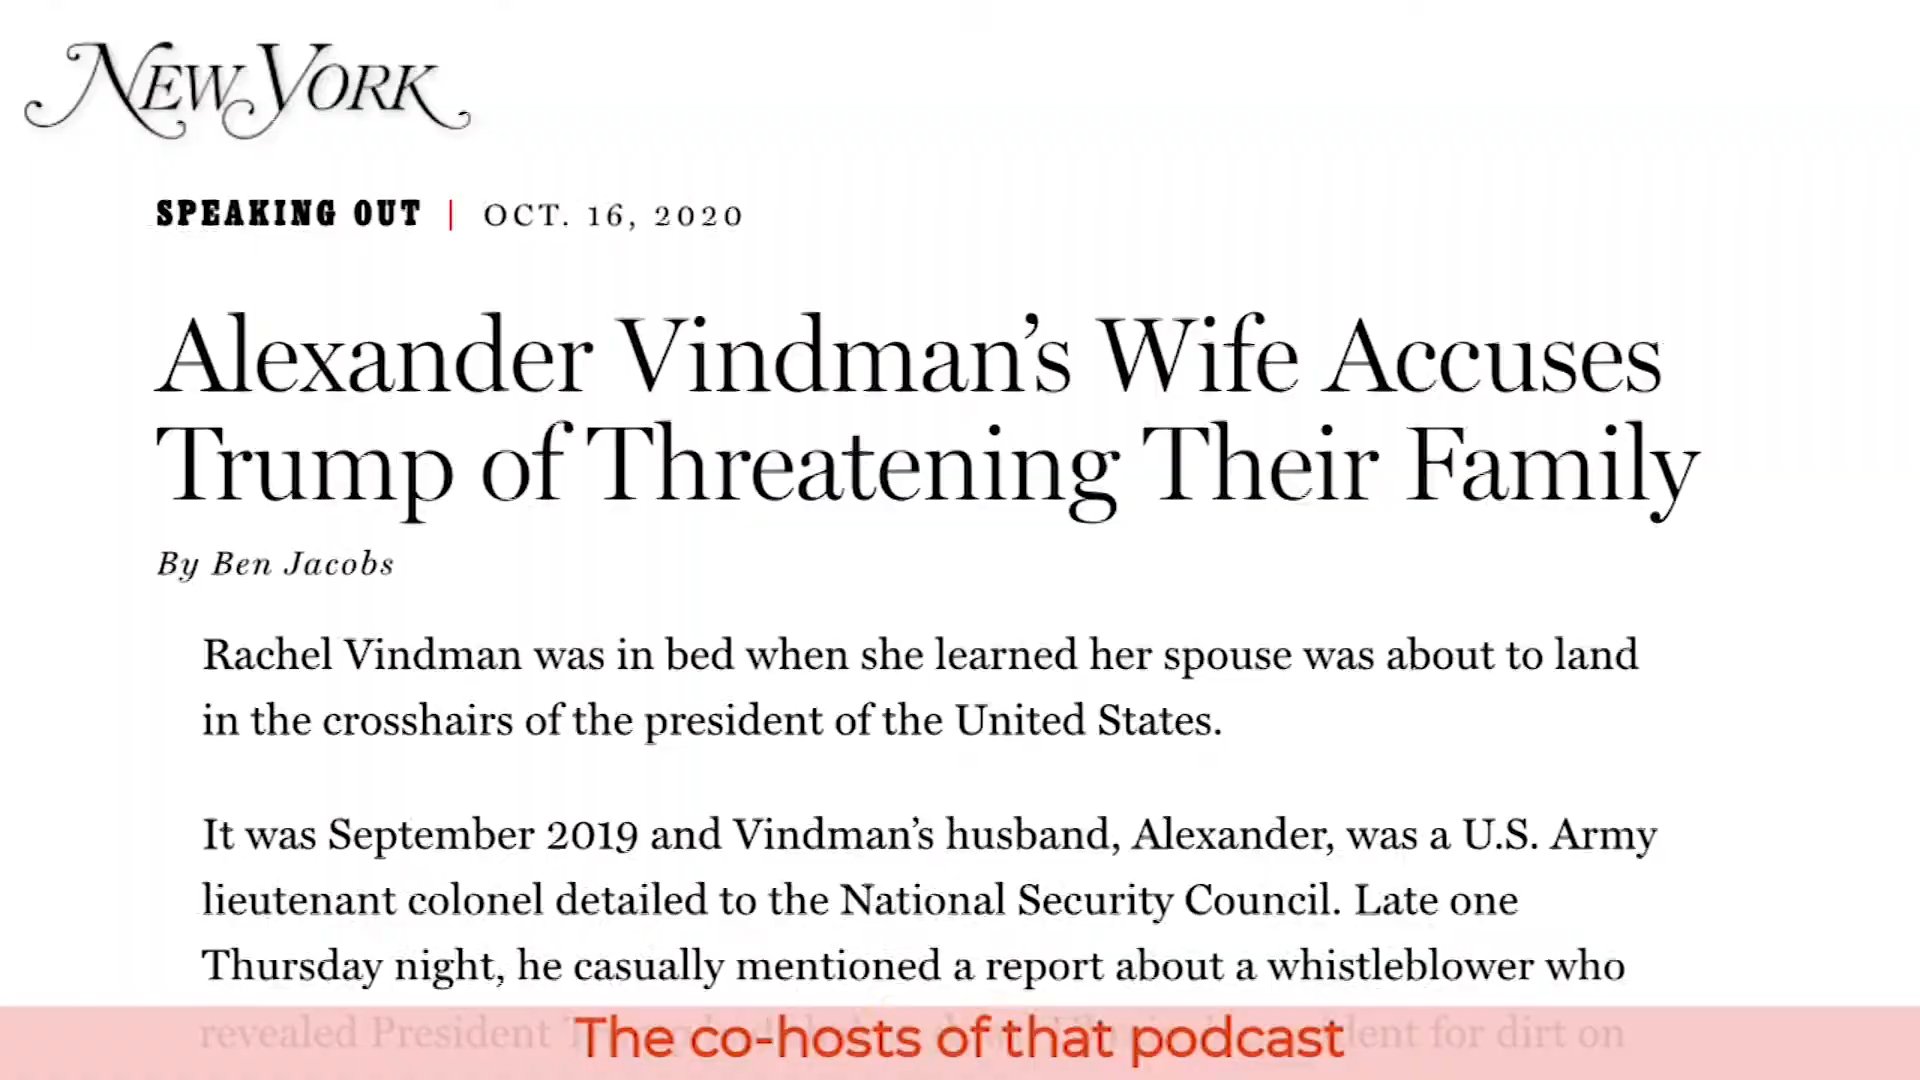 NEW YORK
SPEAKING OUT | OCT. 16, 2020
Alexander Vindman’s Wife Accuses
Trump of Threatening Their Family
By Ben Jacobs
Rachel Vindman was in bed when she learned her spouse was about to land
in the crosshairs of the president of the United States.
It was September 2019 and Vindman’s husband, Alexander, was a U.S. Army
lieutenant colonel detailed to the National Security Council. Late one
Thursday night, he casually mentioned a report about a whistleblower who
revealed President for dirt on
The co-hosts of that podcast